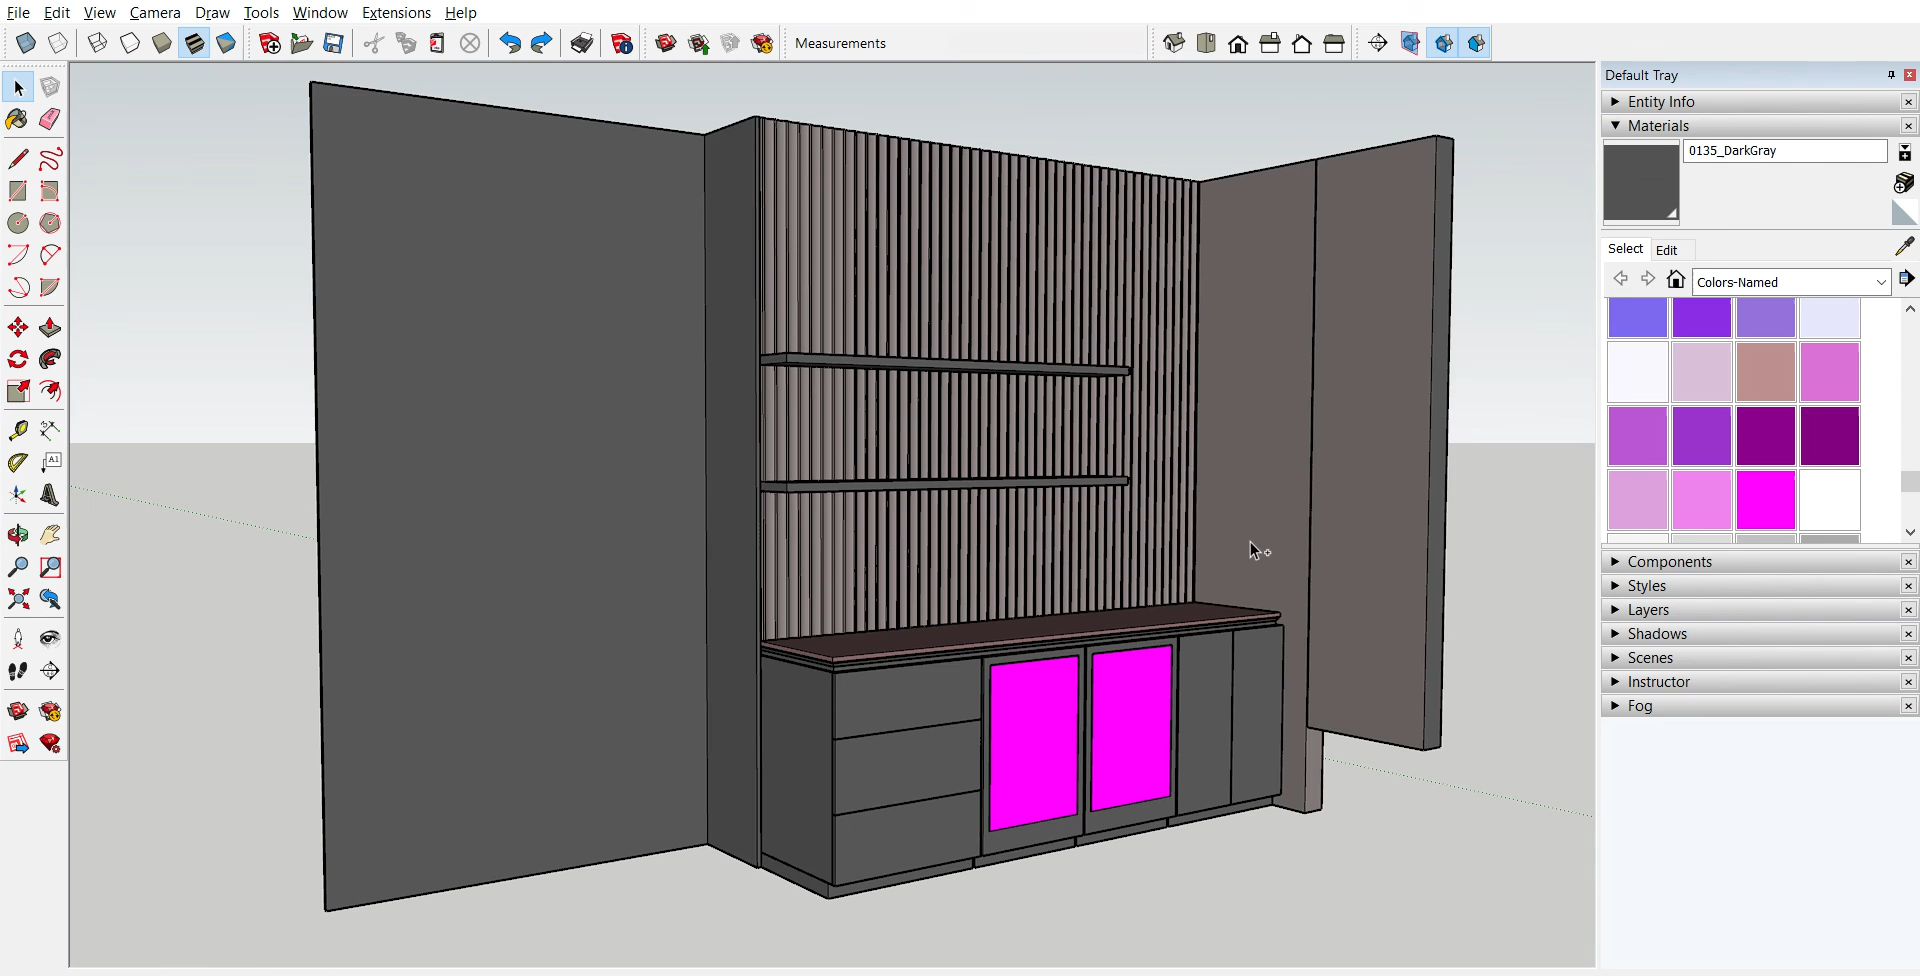 File Edit View Camera Draw Tools Window Extensions Help
Measurements
A1
Default Tray
Entity Info
Materials
0135_DarkGray
Select Edit
Colors-Named
Components
Styles
Layers
Shadows
Scenes
Instructor
Fog